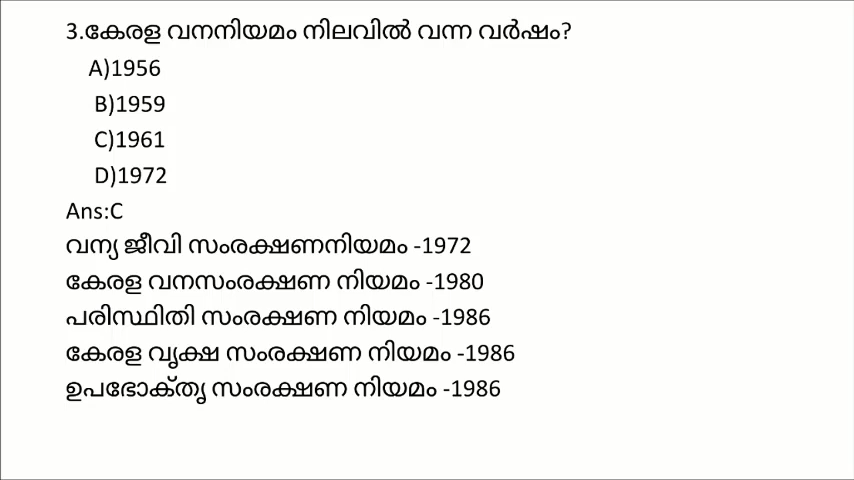 3.കേരള വനനിയമം നിലവിൽ വന്ന വർഷം?
A)1956
B)1959
C)1961
D)1972
Ans:C
വന്യ ജീവി സംരക്ഷണനിയമം -1972
കേരള വനസംരക്ഷണ നിയമം -1980
പരിസ്ഥിതി സംരക്ഷണ നിയമം -1986
കേരള വൃക്ഷ സംരക്ഷണ നിയമം -1986
ഉപഭോക്തൃ സംരക്ഷണ നിയമം -1986